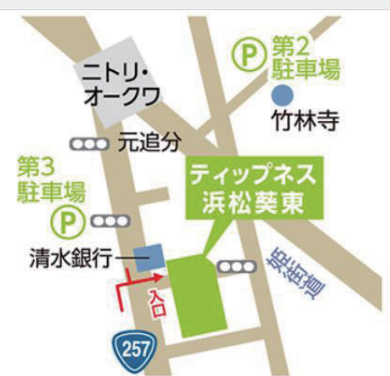 ニトリ・
オークワ
P
第2
駐車場
竹林寺
元追分
第3
駐車場
P
ティップネス
浜松葵東
清水銀行
入口
姫街道
257